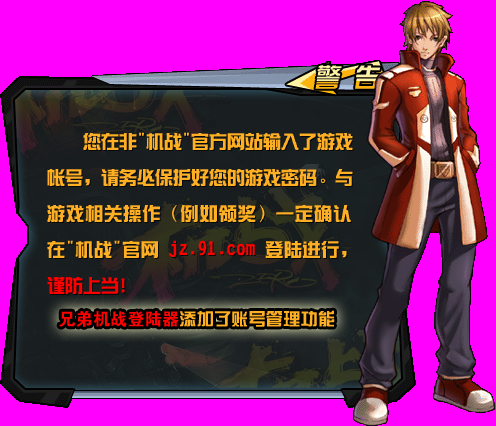 警告
您在非"机战"官方网站输入了游戏
帐号，请务必保护好您的游戏密码。与
游戏相关操作（例如领奖）一定确认
在"机战"官网 jz.91.com 登陆进行，
谨防上当!
兄弟机战登陆器添加了账号管理功能